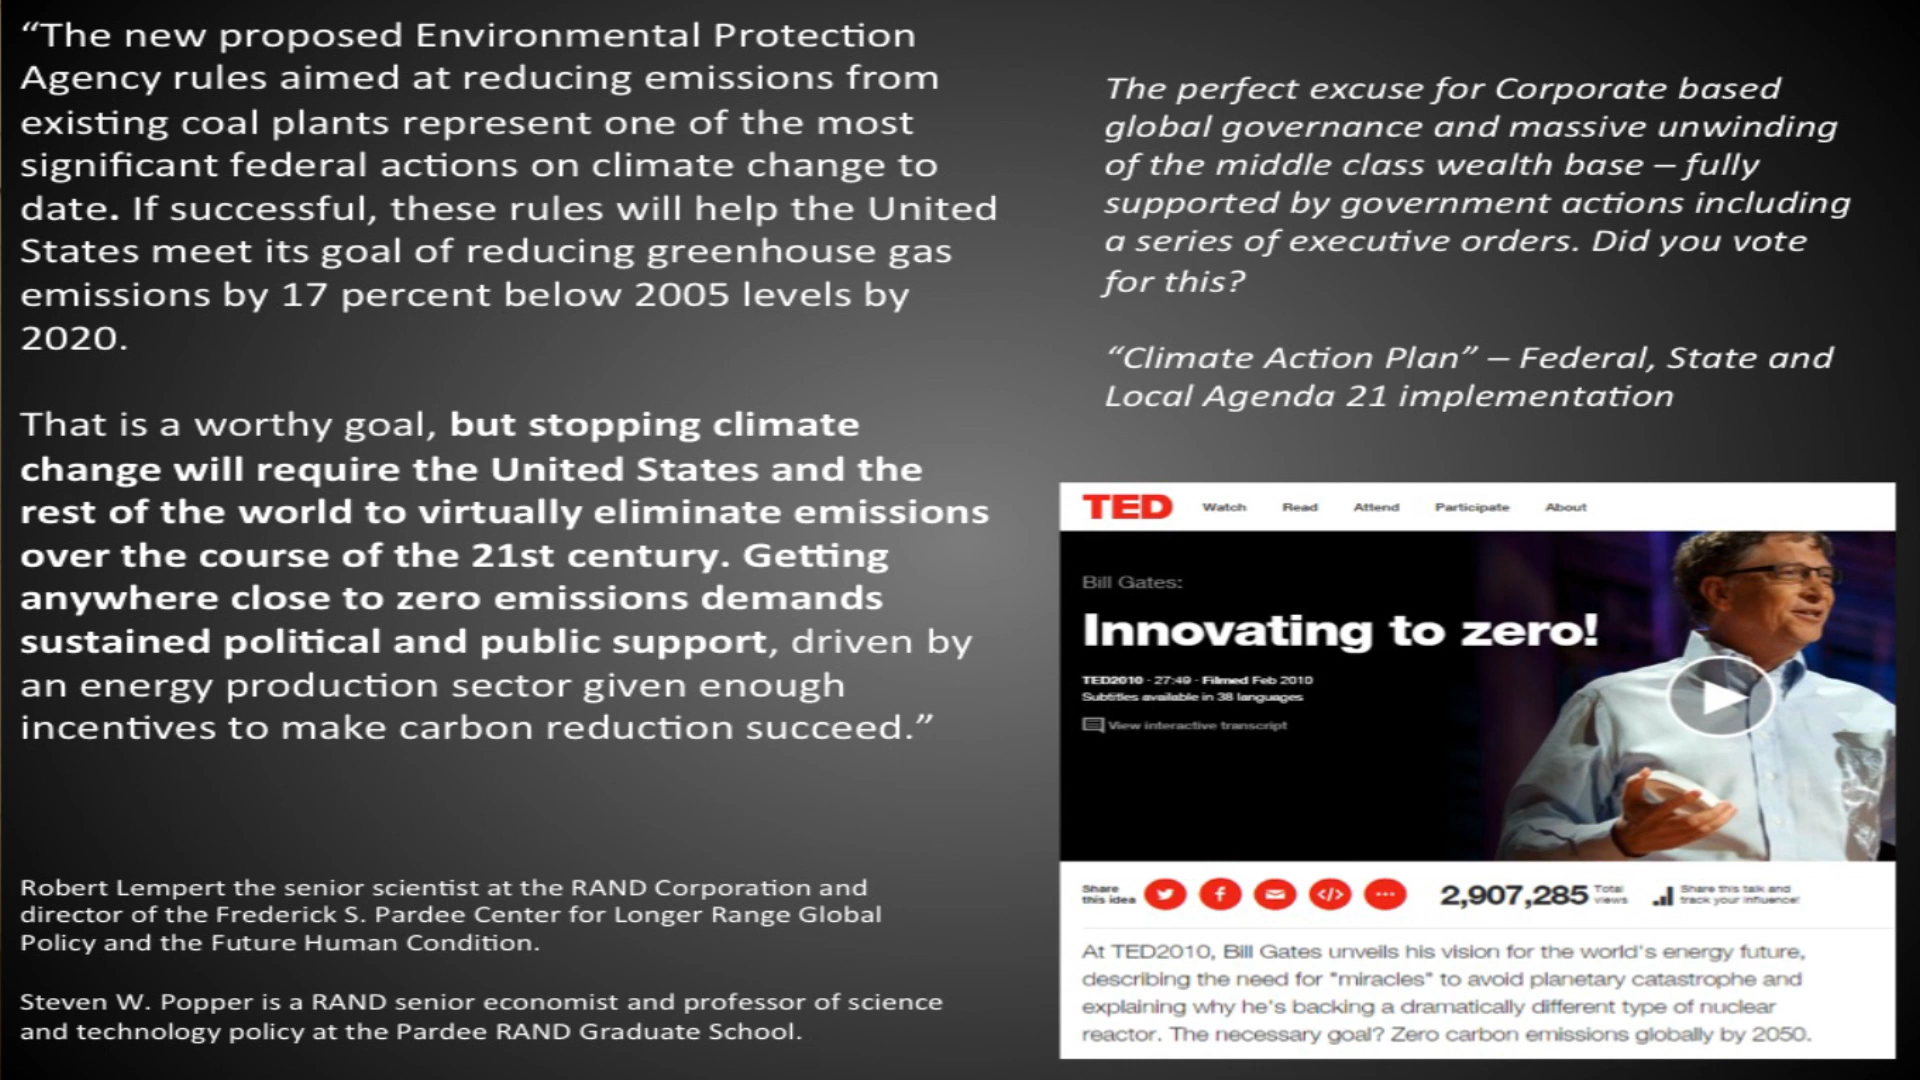 “The new proposed Environmental Protection
Agency rules aimed at reducing emissions from
existing coal plants represent one of the most
significant federal actions on climate change to
date. If successful, these rules will help the United
States meet its goal of reducing greenhouse gas
emissions by 17 percent below 2005 levels by
2020.
That is a worthy goal, but stopping climate
change will require the United States and the
rest of the world to virtually eliminate emissions
over the course of the 21st century. Getting
anywhere close to zero emissions demands
sustained political and public support, driven by
an energy production sector given enough
incentives to make carbon reduction succeed.”
Robert Lempert the senior scientist at the RAND Corporation and
director of the Frederick S. Pardee Center for Longer Range Global
Policy and the Future Human Condition.
Steven W. Popper is a RAND senior economist and professor of science
and technology policy at the Pardee RAND Graduate School.
The perfect excuse for Corporate based
global governance and massive unwinding
of the middle class wealth base – fully
supported by government actions including
a series of executive orders. Did you vote
for this?
“Climate Action Plan” – Federal, State and
Local Agenda 21 implementation
TED Watch Read Attend Participate About
Bill Gates:
Innovating to zero!
TED2010 · 27:49 · Filmed Feb 2010
Subtitles available in 38 languages
View interactive transcript
Share
this idea
2,907,285 Total
views
Share this talk and
track your influence!
At TED2010, Bill Gates unveils his vision for the world's energy future,
describing the need for "miracles" to avoid planetary catastrophe and
explaining why he's backing a dramatically different type of nuclear
reactor. The necessary goal? Zero carbon emissions globally by 2050.